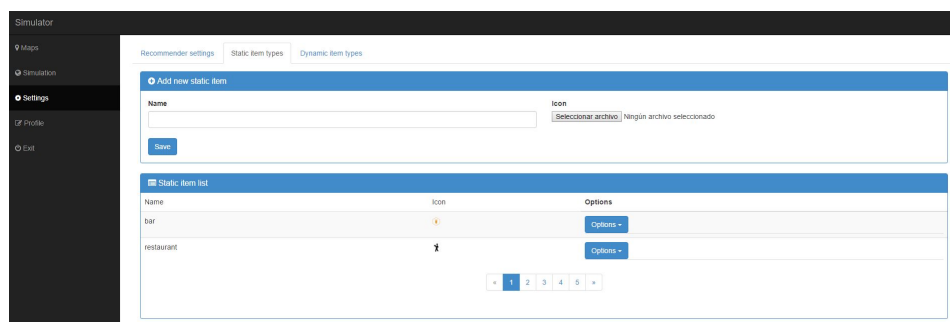 Simulator
Maps
Simulation
Settings
Profile
Exit
Recommender settings Static item types Dynamic item types
Add new static item
Name Icon
Seleccionar archivo Ningún archivo seleccionado
Save
Static item list
Name Icon Options
bar Options
restaurant Options
« 1 2 3 4 5 »